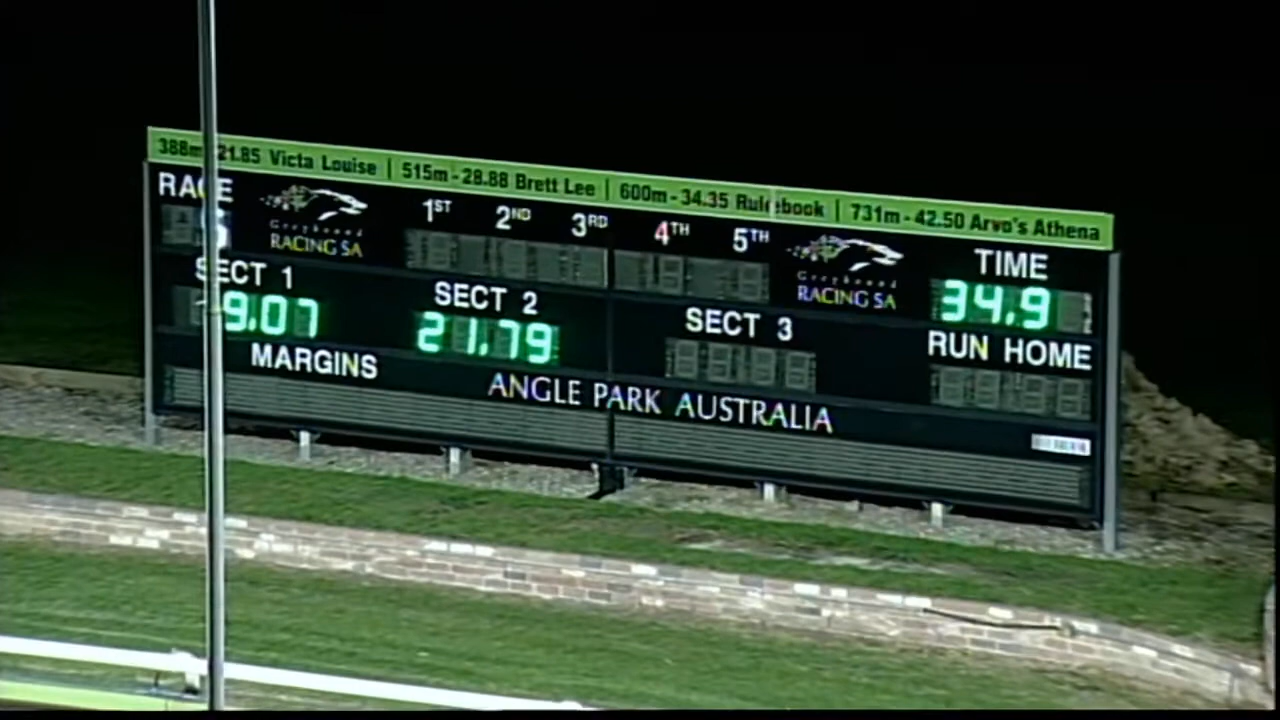 388m 21.85 Victa Louise | 515m - 28.88 Brett Lee | 600m - 34.35 Rulebook | 731m - 42.50 Arvo's Athena
RACE
Greyhound
RACING SA
1ST 2ND 3RD 4TH 5TH
Greyhound
RACING SA
TIME
34.9
SECT 1
9.07
SECT 2
21.79
SECT 3
RUN HOME
MARGINS
ANGLE PARK AUSTRALIA